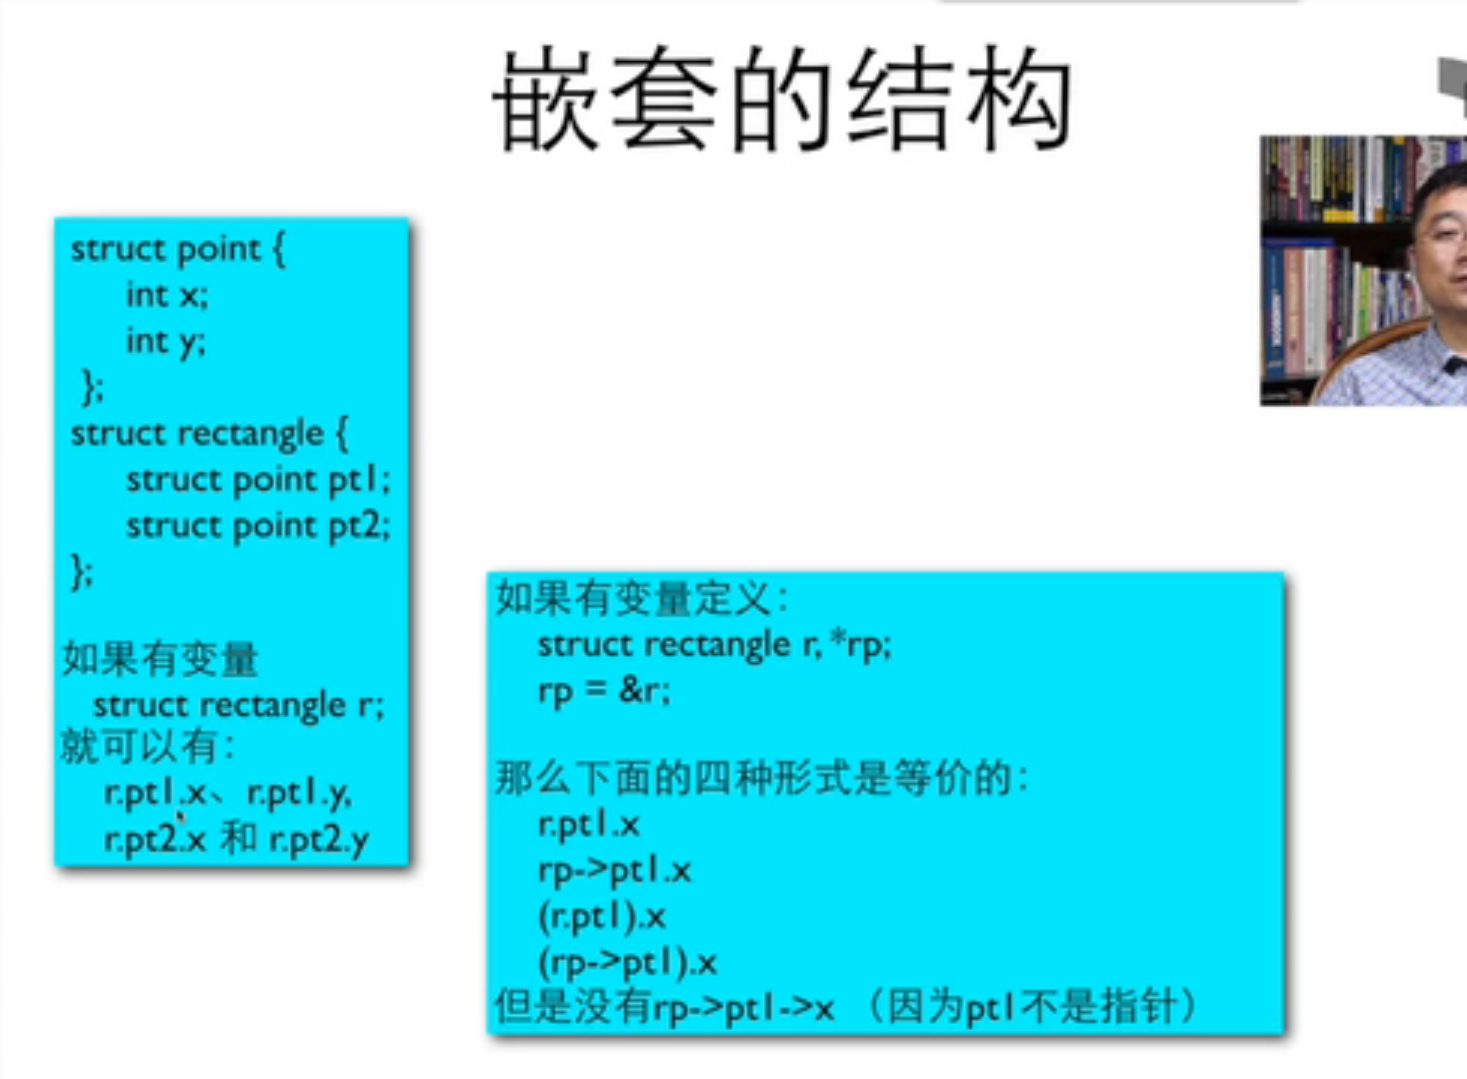 嵌套的结构
struct point {
int x;
int y;
};
struct rectangle {
struct point pt1;
struct point pt2;
};
如果有变量
struct rectangle r;
就可以有：
r.pt1.x、 r.pt1.y,
r.pt2.x 和 r.pt2.y
如果有变量定义：
struct rectangle r, *rp;
rp = &r;
那么下面的四种形式是等价的：
r.pt1.x
rp->pt1.x
(r.pt1).x
(rp->pt1).x
但是没有rp->pt1->x （因为pt1不是指针）